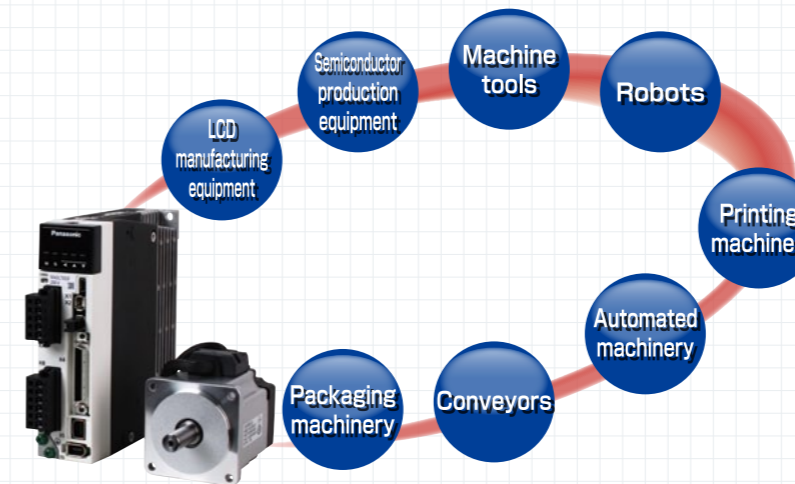 Machine
tools
Semiconductor
production
equipment
Robots
LCD
manufacturing
equipment
Printing
machine
Panasonic
Automated
machinery
Packaging
machinery
Conveyors